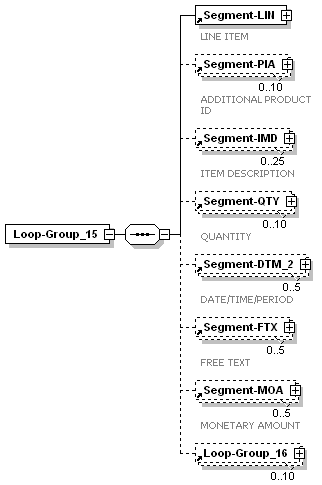 Segment-LIN
LINE ITEM
Segment-PIA
0..10
ADDITIONAL PRODUCT
ID
Segment-IMD
0..25
ITEM DESCRIPTION
Segment-QTY
0..10
QUANTITY
Loop-Group_15
Segment-DTM_2
0..5
DATE/TIME/PERIOD
Segment-FTX
0..5
FREE TEXT
Segment-MOA
0..5
MONETARY AMOUNT
Loop-Group_16
0..10